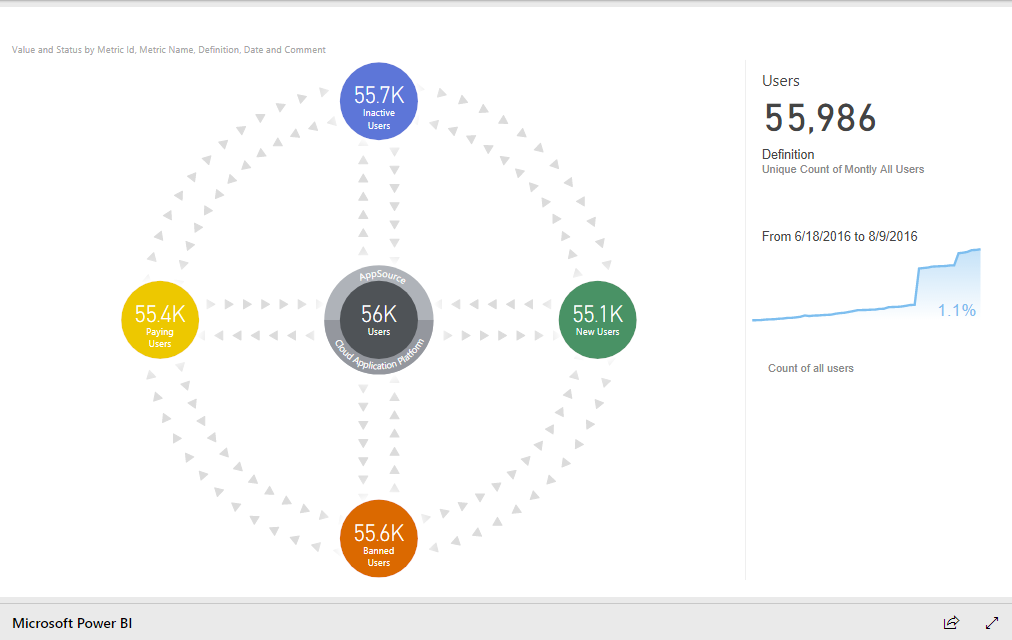 Value and Status by Metric Id, Metric Name, Definition, Date and Comment
55.7K
Inactive
Users
55.4K
Paying
Users
AppSource
56K
Users
Cloud Application Platform
55.1K
New Users
55.6K
Banned
Users
Users
55,986
Definition
Unique Count of Montly All Users
From 6/18/2016 to 8/9/2016
1.1%
Count of all users
Microsoft Power BI